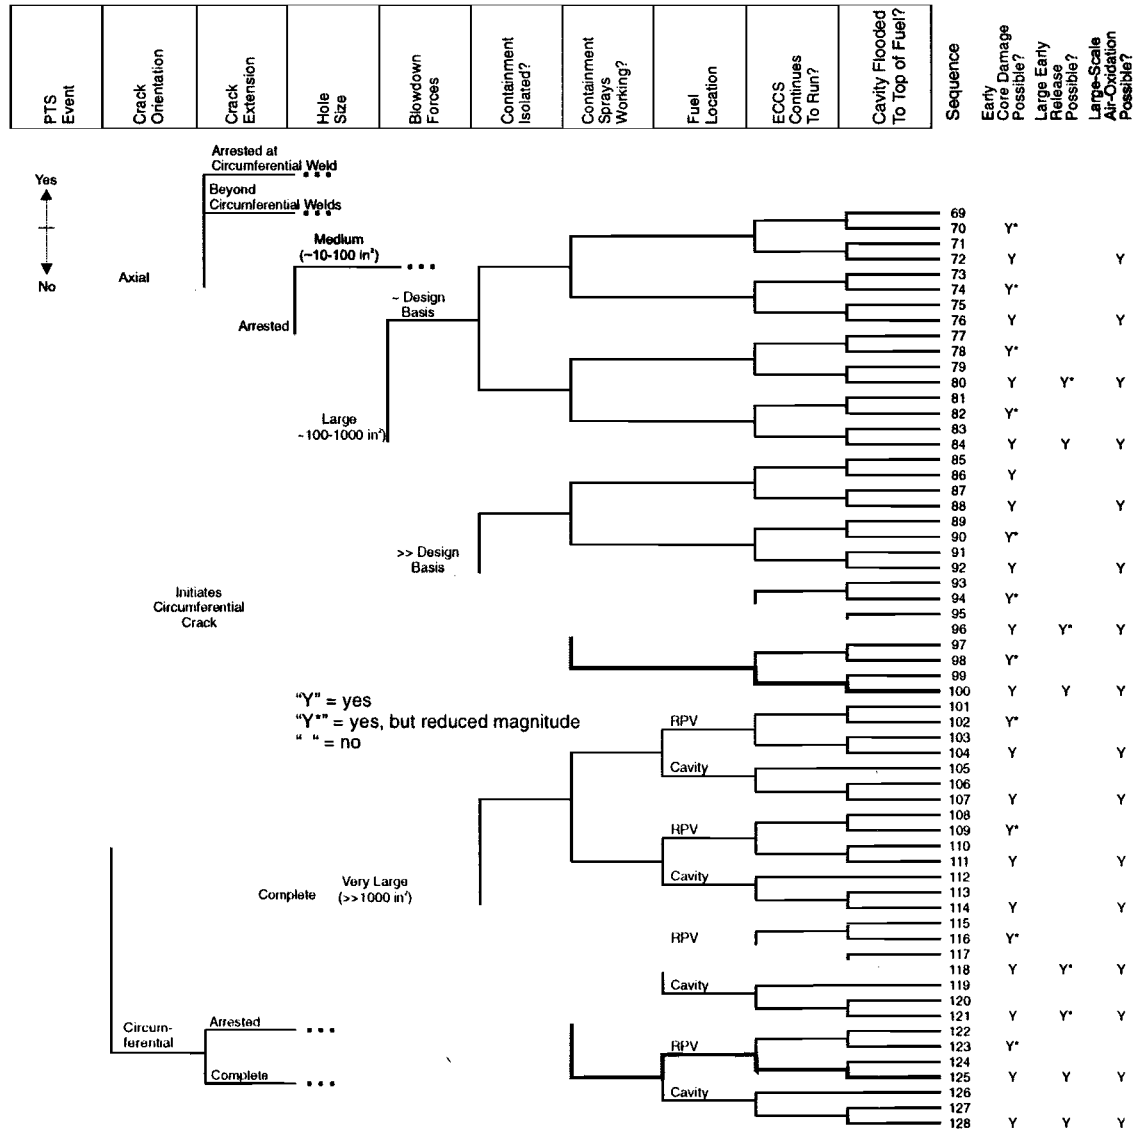 PTS
Event
Crack
Orientation
Crack
Extension
Hole
Size
Blowdown
Forces
Containment
Isolated?
Containment
Sprays
Working?
Fuel
Location
ECCS
Continues
To Run?
Cavity Flooded
To Top of Fuel?
Sequence
Early
Core Damage
Possible?
Large Early
Release
Possible?
Large-Scale
Air-Oxidation
Possible?
Yes
No
Axial
Arrested at
Circumferential Weld
Beyond
Circumferential Welds
Medium
(~10-100 in²)
Arrested
~ Design
Basis
Large
~100-1000 in²)
>> Design
Basis
Initiates
Circumferential
Crack
"Y" = yes
"Y*" = yes, but reduced magnitude
" " = no
Complete
Very Large
(>>1000 in²)
Circum-
ferential
Arrested
Complete
RPV
Cavity
RPV
Cavity
RPV
Cavity
RPV
Cavity
69
70 Y*
71
72 Y Y
73
74 Y*
75
76 Y Y
77
78 Y*
79
80 Y Y* Y
81
82 Y*
83
84 Y Y Y
85
86 Y
87
88 Y Y
89
90 Y*
91
92 Y Y
93
94 Y*
95
96 Y Y* Y
97
98 Y*
99
100 Y Y Y
101
102 Y*
103
104 Y Y
105
106
107 Y Y
108
109 Y*
110
111 Y Y
112
113
114 Y Y
115
116 Y*
117
118 Y Y* Y
119
120
121 Y Y* Y
122
123 Y*
124
125 Y Y Y
126
127
128 Y Y Y